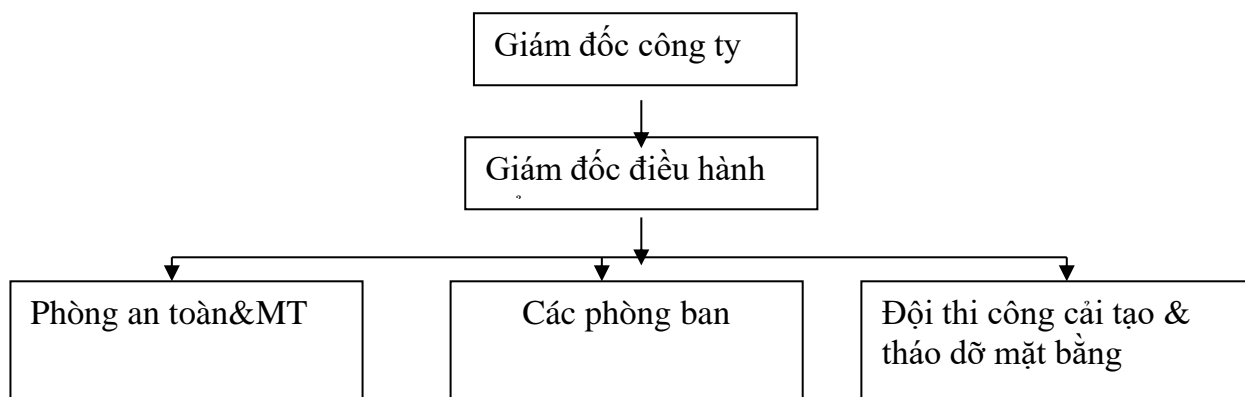 Giám đốc công ty
Giám đốc điều hành
Phòng an toàn&MT
Các phòng ban
Đội thi công cải tạo &
tháo dỡ mặt bằng